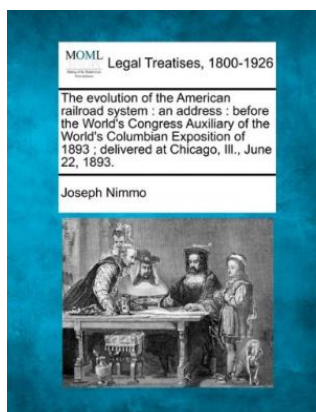 MOML Legal Treatises, 1800-1926
The evolution of the American
railroad system : an address : before
the World's Congress Auxiliary of the
World's Columbian Exposition of
1893 ; delivered at Chicago, Ill., June
22, 1893.
Joseph Nimmo